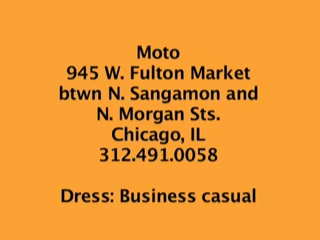 Moto
945 W. Fulton Market
btwn N. Sangamon and
N. Morgan Sts.
Chicago, IL
312.491.0058
Dress: Business casual